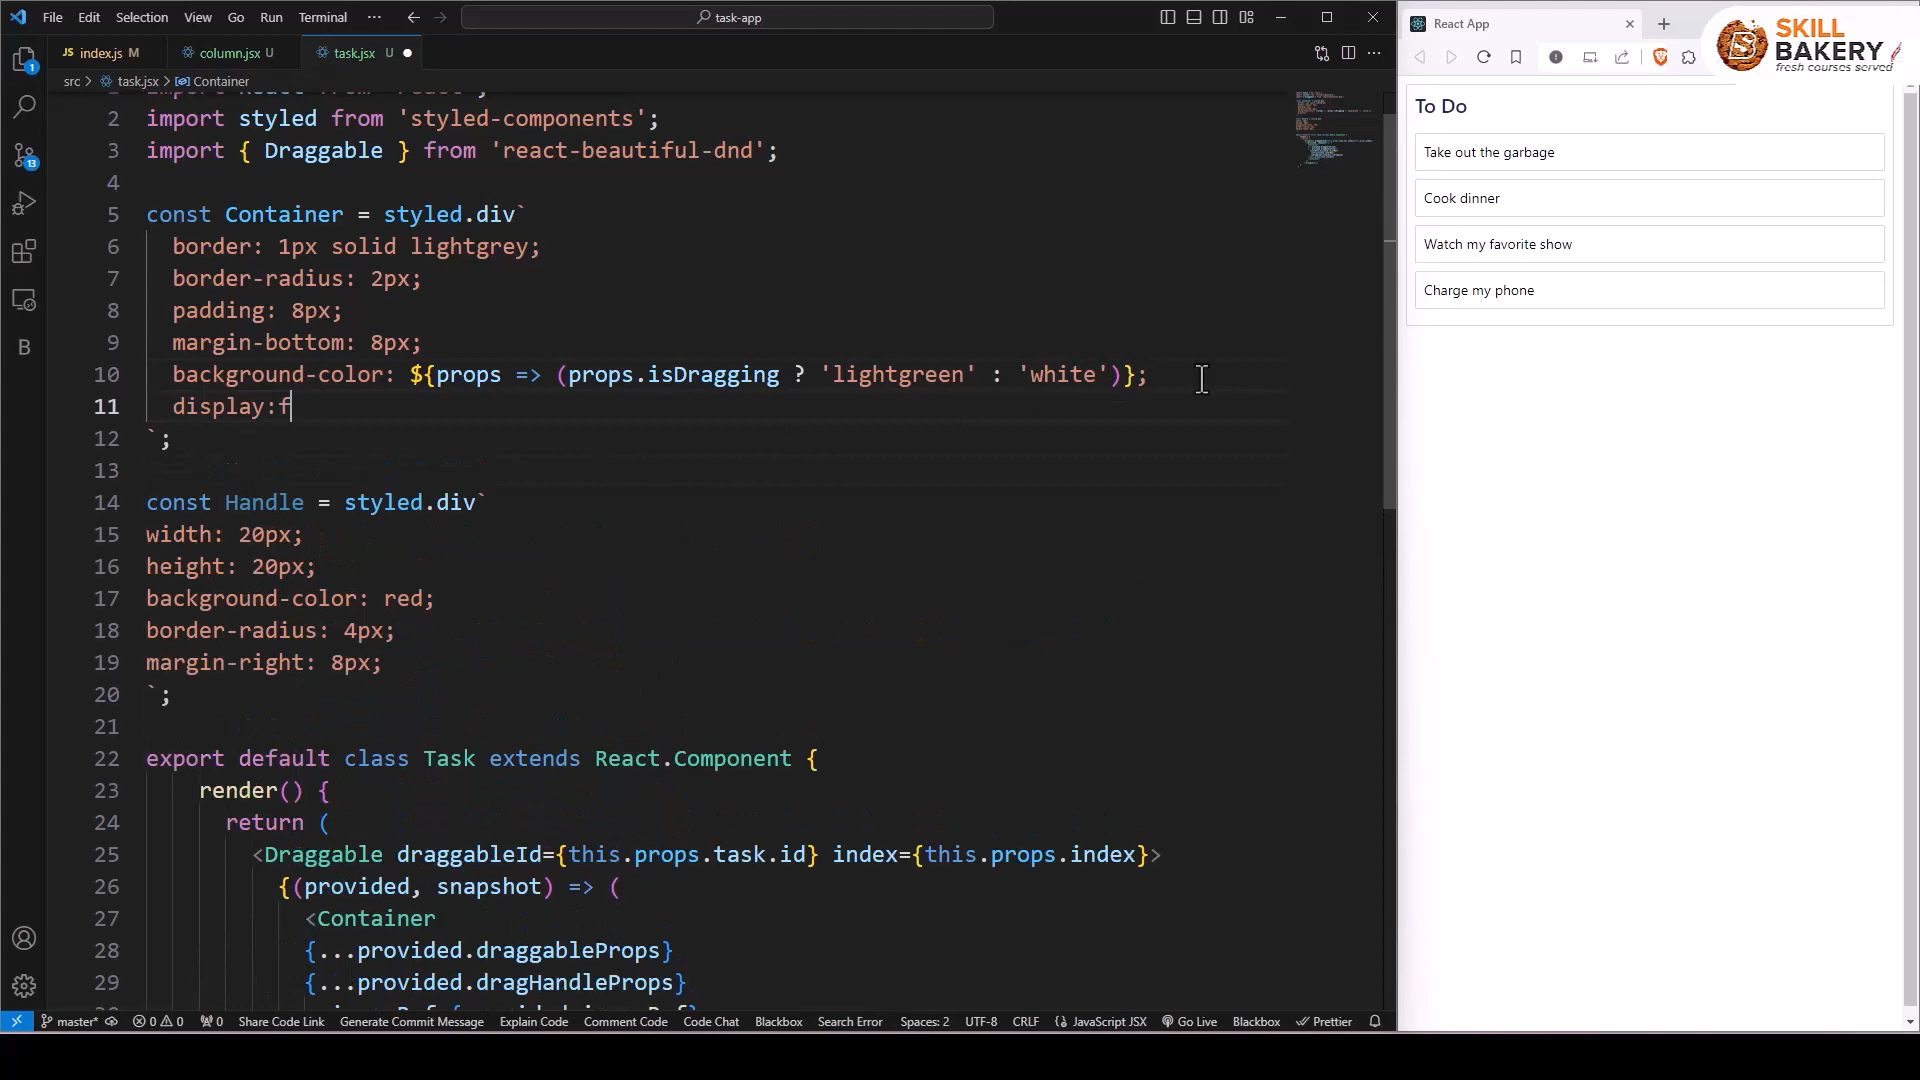 File Edit Selection View Go Run Terminal ··· task-app
React App
SKILL
BAKERY
fresh courses served
JS index.js M column.jsx U task.jsx U
src > task.jsx > Container
2 import styled from 'styled-components';
3 import { Draggable } from 'react-beautiful-dnd';
4
5 const Container = styled.div`
6 border: 1px solid lightgrey;
7 border-radius: 2px;
8 padding: 8px;
9 margin-bottom: 8px;
10 background-color: ${props => (props.isDragging ? 'lightgreen' : 'white')};
11 display:f
12 `;
13
14 const Handle = styled.div`
15 width: 20px;
16 height: 20px;
17 background-color: red;
18 border-radius: 4px;
19 margin-right: 8px;
20 `;
21
22 export default class Task extends React.Component {
23 render() {
24 return (
25 <Draggable draggableId={this.props.task.id} index={this.props.index}>
26 {(provided, snapshot) => (
27 <Container
28 {...provided.draggableProps}
29 {...provided.dragHandleProps}
To Do
Take out the garbage
Cook dinner
Watch my favorite show
Charge my phone
1
13
B
master* 0 0 0 Share Code Link Generate Commit Message Explain Code Comment Code Code Chat Blackbox Search Error Spaces: 2 UTF-8 CRLF JavaScript JSX Go Live Blackbox Prettier